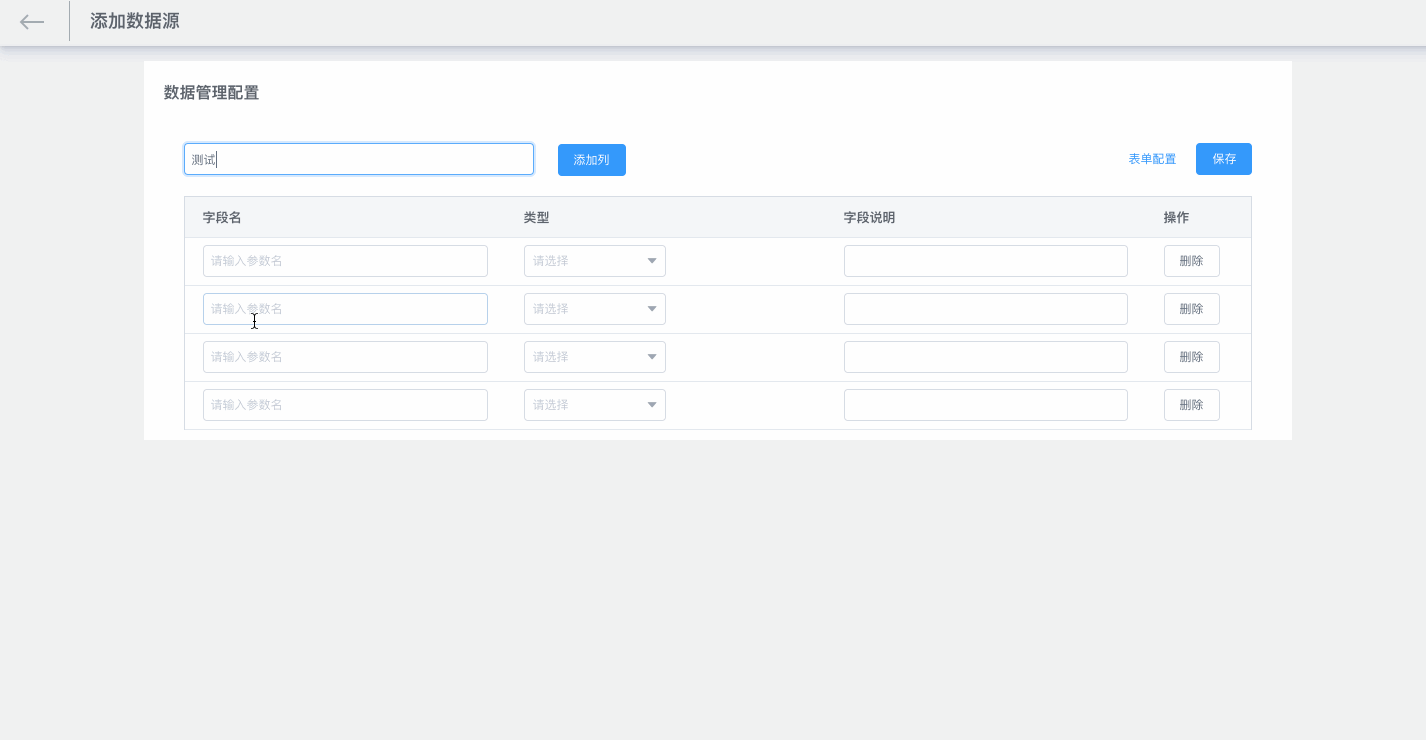 添加数据源
数据管理配置
测试 添加列 表单配置 保存
字段名 类型 字段说明 操作
请输入参数名 请选择 删除
请输入参数名 请选择 删除
请输入参数名 请选择 删除
请输入参数名 请选择 删除